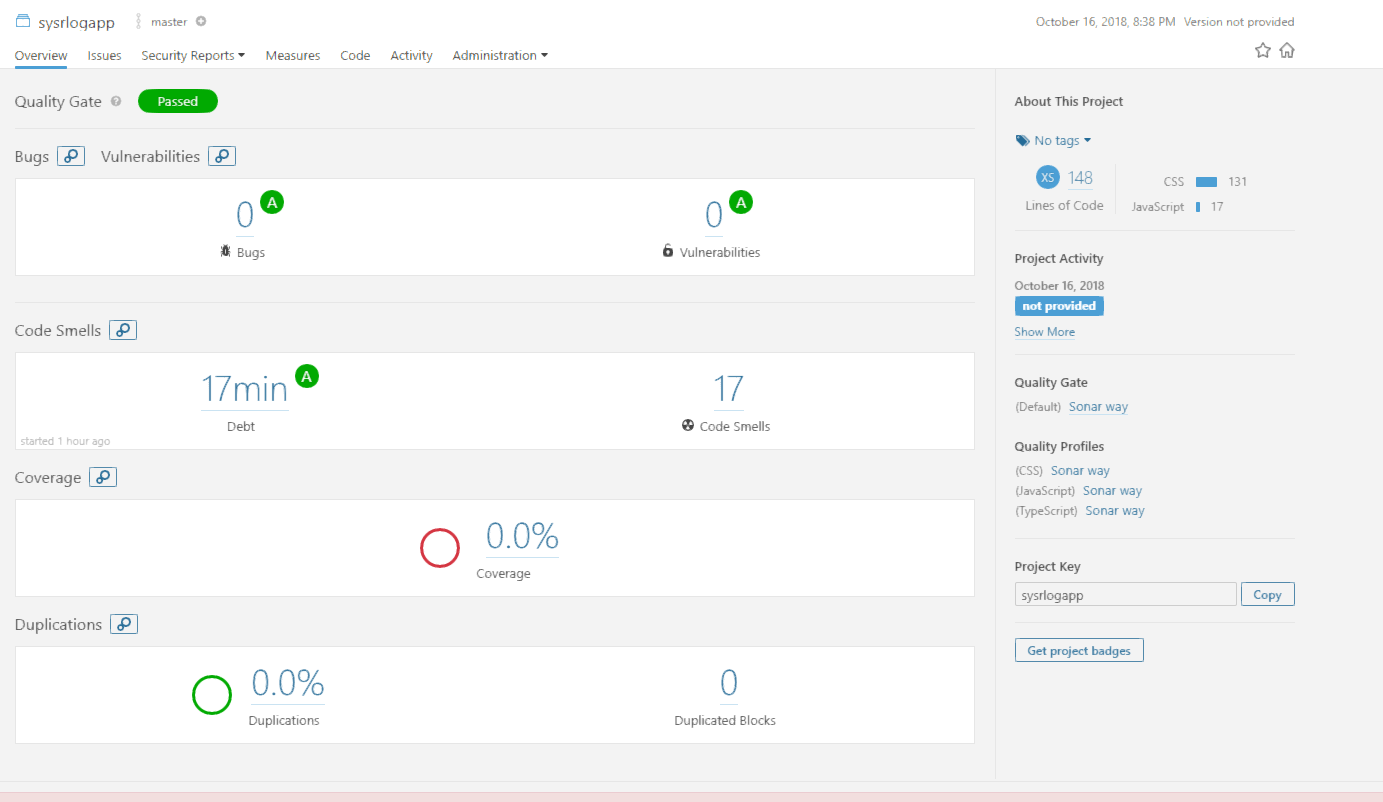 sysrlogapp master October 16, 2018, 8:38 PM Version not provided
Overview Issues Security Reports Measures Code Activity Administration
Quality Gate ? Passed
Bugs Vulnerabilities
0 A 0 A
Bugs Vulnerabilities
Code Smells
17min A 17
Debt Code Smells
started 1 hour ago
Coverage
0.0%
Coverage
Duplications
0.0% 0
Duplications Duplicated Blocks
About This Project
No tags
XS 148
Lines of Code
CSS 131
JavaScript 17
Project Activity
October 16, 2018
not provided
Show More
Quality Gate
(Default) Sonar way
Quality Profiles
(CSS) Sonar way
(JavaScript) Sonar way
(TypeScript) Sonar way
Project Key
sysrlogapp Copy
Get project badges